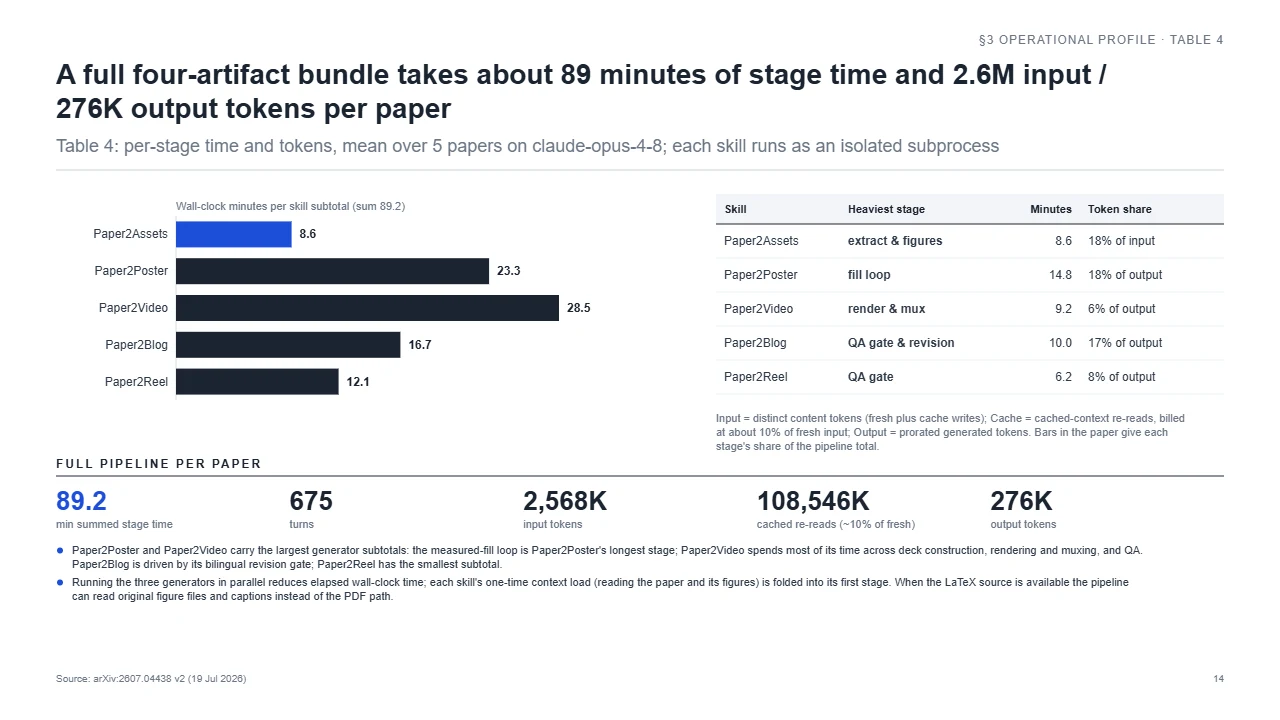 §3 OPERATIONAL PROFILE · TABLE 4
A full four-artifact bundle takes about 89 minutes of stage time and 2.6M input /
276K output tokens per paper
Table 4: per-stage time and tokens, mean over 5 papers on claude-opus-4-8; each skill runs as an isolated subprocess
Wall-clock minutes per skill subtotal (sum 89.2)
Paper2Assets 8.6
Paper2Poster 23.3
Paper2Video 28.5
Paper2Blog 16.7
Paper2Reel 12.1
Skill Heaviest stage Minutes Token share
Paper2Assets extract & figures 8.6 18% of input
Paper2Poster fill loop 14.8 18% of output
Paper2Video render & mux 9.2 6% of output
Paper2Blog QA gate & revision 10.0 17% of output
Paper2Reel QA gate 6.2 8% of output
Input = distinct content tokens (fresh plus cache writes); Cache = cached-context re-reads, billed
at about 10% of fresh input; Output = prorated generated tokens. Bars in the paper give each
stage's share of the pipeline total.
FULL PIPELINE PER PAPER
89.2 675 2,568K 108,546K 276K
min summed stage time turns input tokens cached re-reads (~10% of fresh) output tokens
Paper2Poster and Paper2Video carry the largest generator subtotals: the measured-fill loop is Paper2Poster's longest stage; Paper2Video spends most of its time across deck construction, rendering and muxing, and QA.
Paper2Blog is driven by its bilingual revision gate; Paper2Reel has the smallest subtotal.
Running the three generators in parallel reduces elapsed wall-clock time; each skill's one-time context load (reading the paper and its figures) is folded into its first stage. When the LaTeX source is available the pipeline
can read original figure files and captions instead of the PDF path.
Source: arXiv:2607.04438 v2 (19 Jul 2026)
14